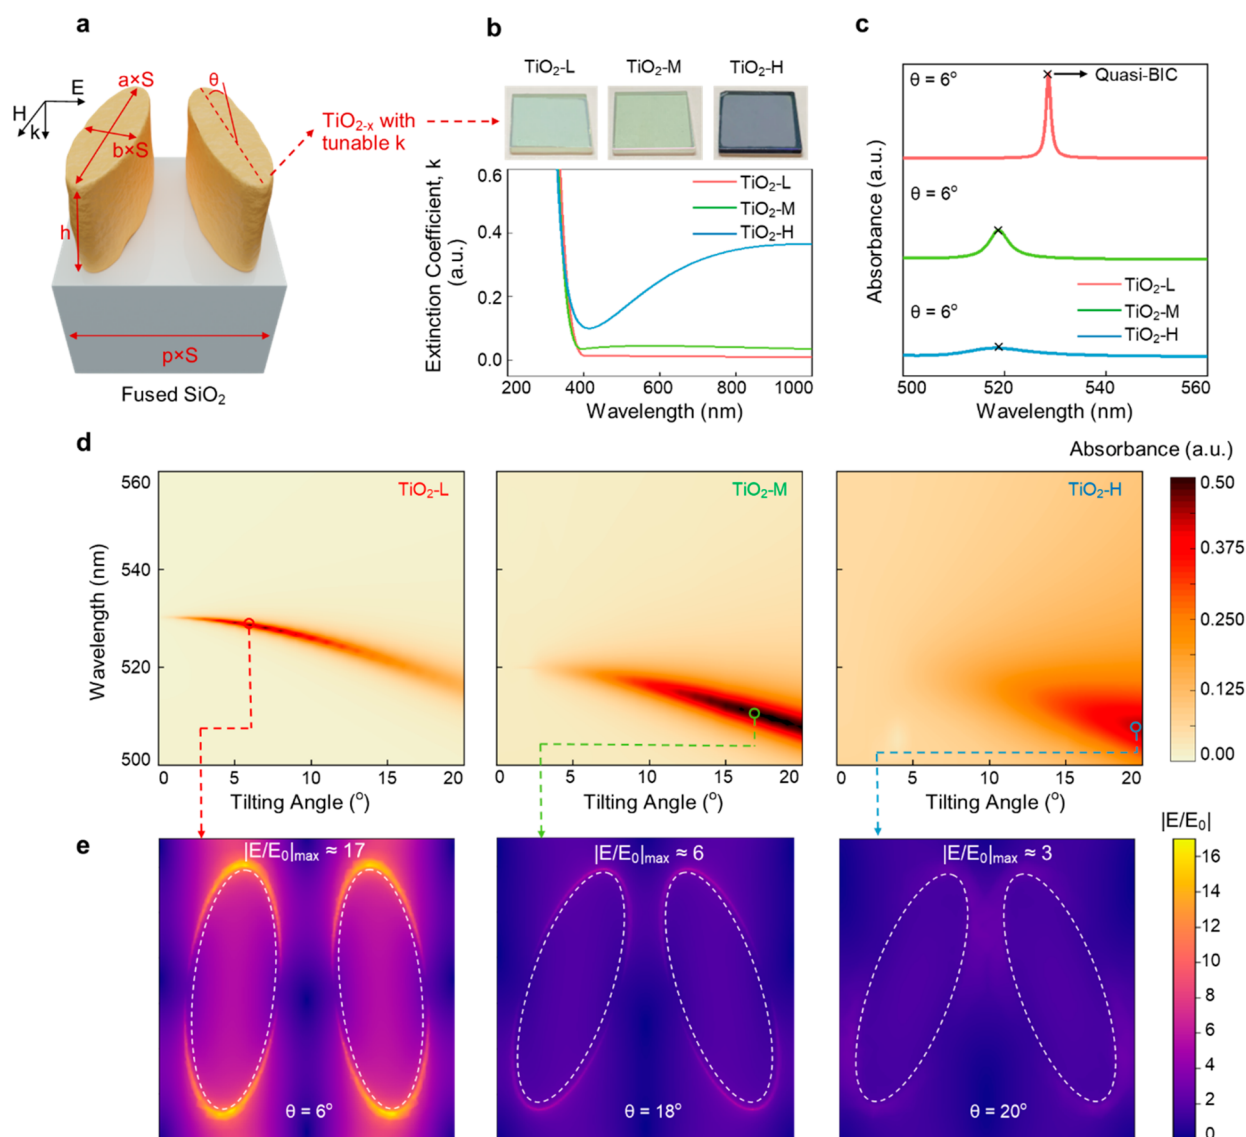 a
E
H
k
a×S
b×S
θ
h
p×S
Fused SiO₂
TiO₂₋ₓ with
tunable k
b
TiO₂-L TiO₂-M TiO₂-H
Extinction Coefficient, k
(a.u.)
0.6
0.4
0.2
0.0
TiO₂-L
TiO₂-M
TiO₂-H
200 400 600 800 1000
Wavelength (nm)
c
Absorbance (a.u.)
θ = 6°
Quasi-BIC
θ = 6°
θ = 6°
TiO₂-L
TiO₂-M
TiO₂-H
500 520 540 560
Wavelength (nm)
d
Absorbance (a.u.)
Wavelength (nm)
560
540
520
500
TiO₂-L
0 5 10 15 20
Tilting Angle (°)
TiO₂-M
0 5 10 15 20
Tilting Angle (°)
TiO₂-H
0 5 10 15 20
Tilting Angle (°)
0.50
0.375
0.250
0.125
0.00
e
|E/E₀|max ≈ 17
θ = 6°
|E/E₀|max ≈ 6
θ = 18°
|E/E₀|max ≈ 3
θ = 20°
|E/E₀|
16
14
12
10
8
6
4
2
0